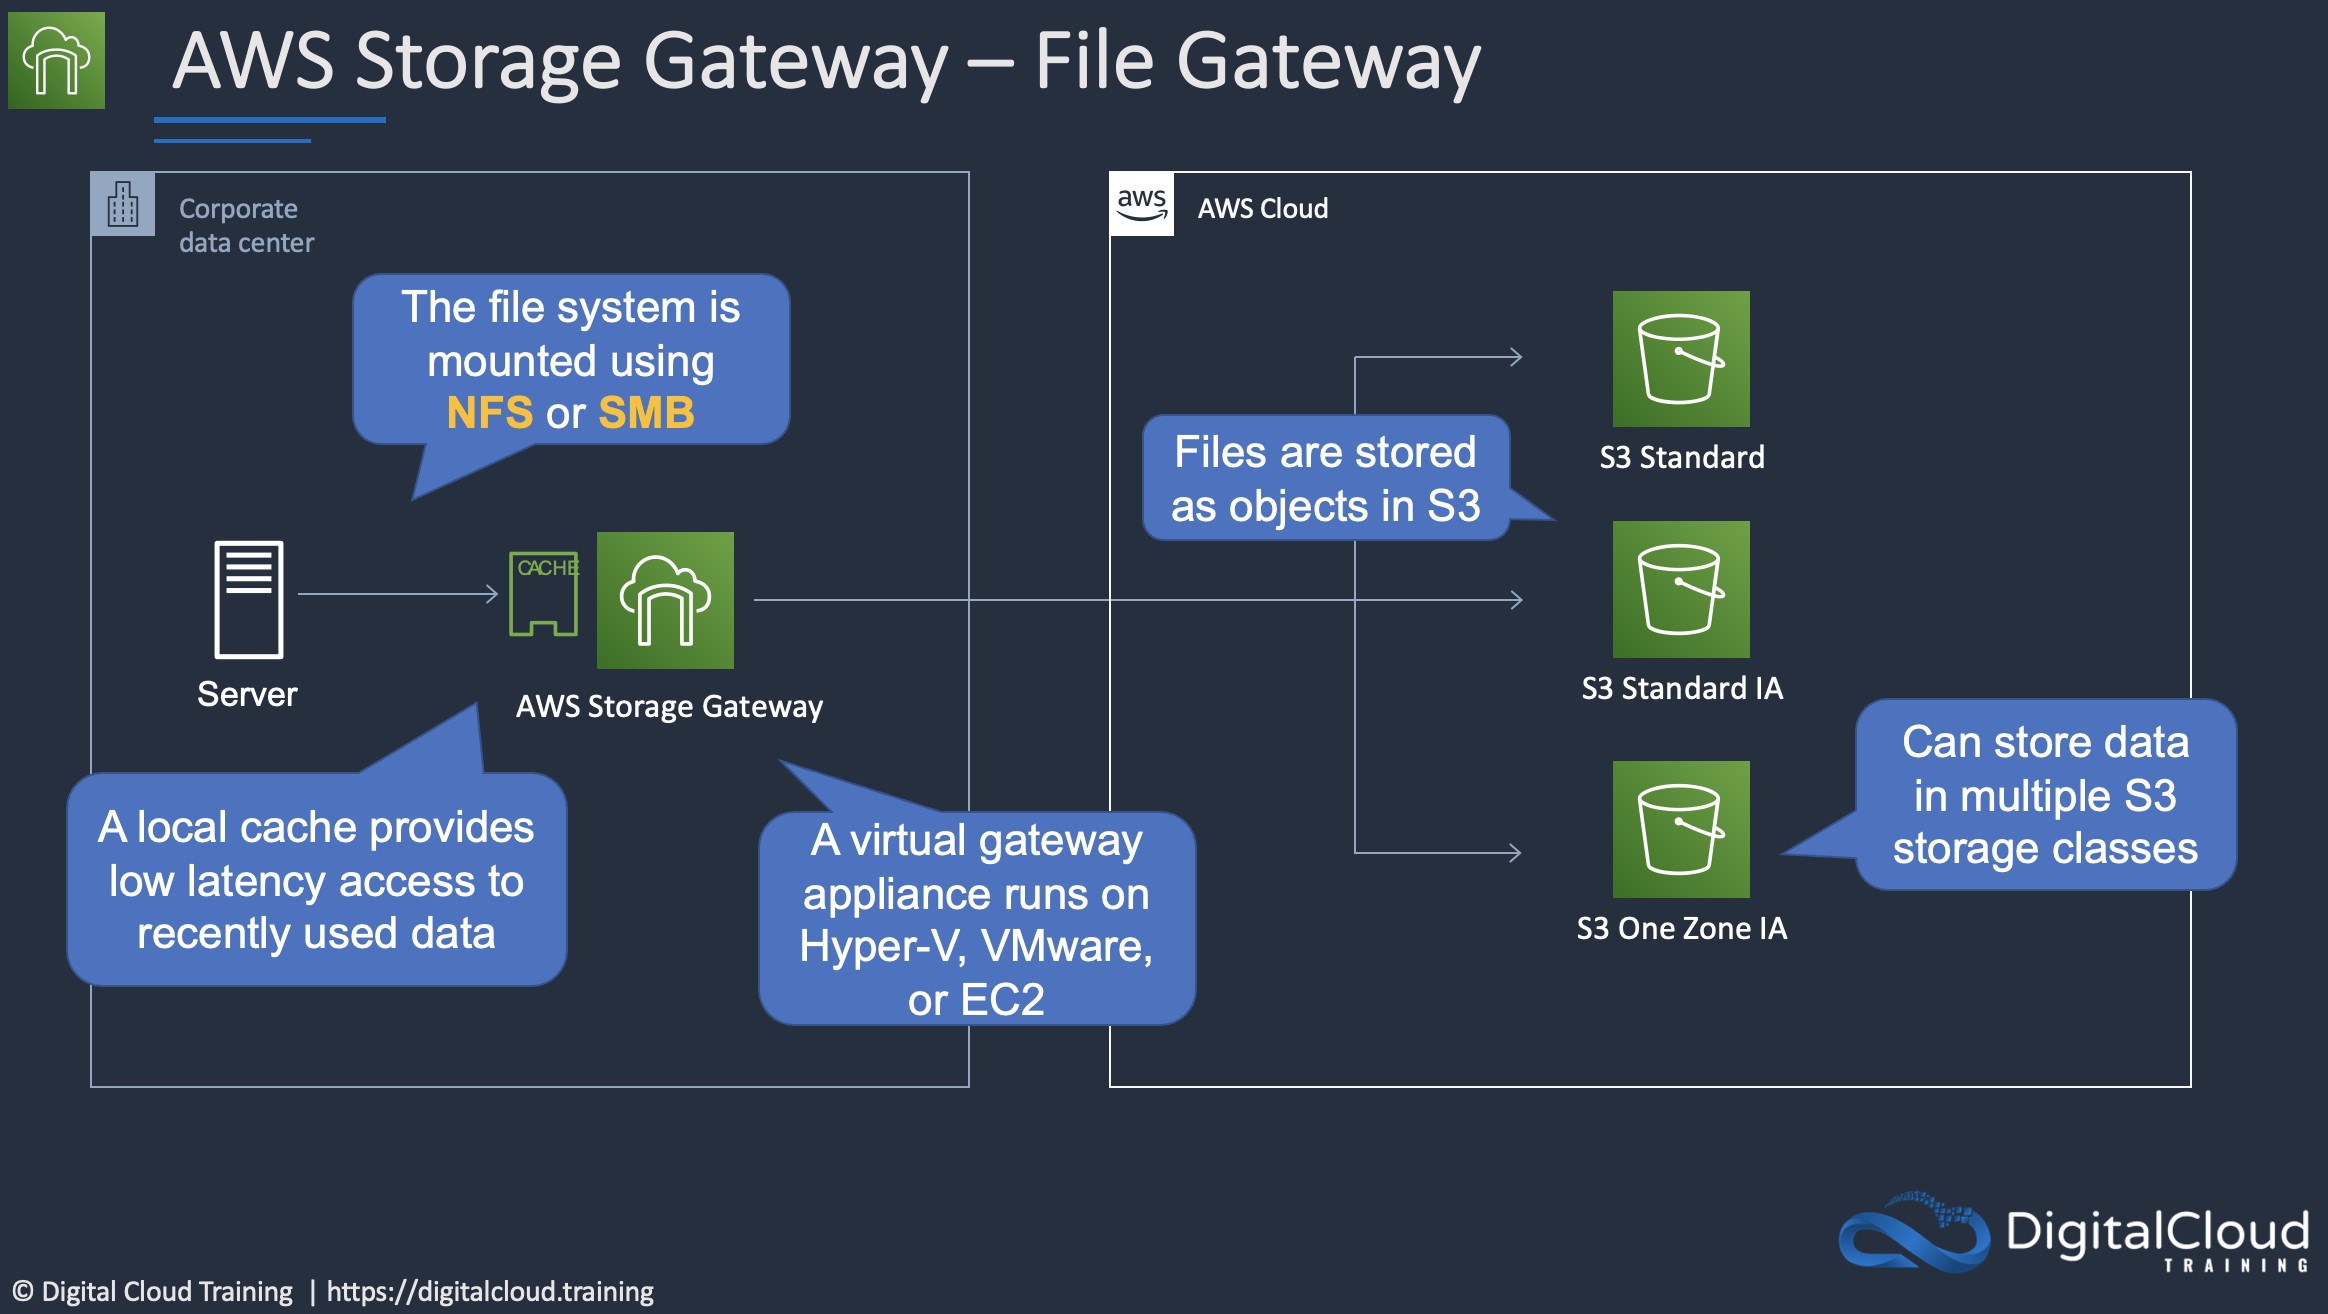 AWS Storage Gateway – File Gateway
Corporate
data center
aws
AWS Cloud
The file system is
mounted using
NFS or SMB
Files are stored
as objects in S3
S3 Standard
CACHE
Server
AWS Storage Gateway
S3 Standard IA
A local cache provides
low latency access to
recently used data
A virtual gateway
appliance runs on
Hyper-V, VMware,
or EC2
Can store data
in multiple S3
storage classes
S3 One Zone IA
DigitalCloud
TRAINING
© Digital Cloud Training | https://digitalcloud.training